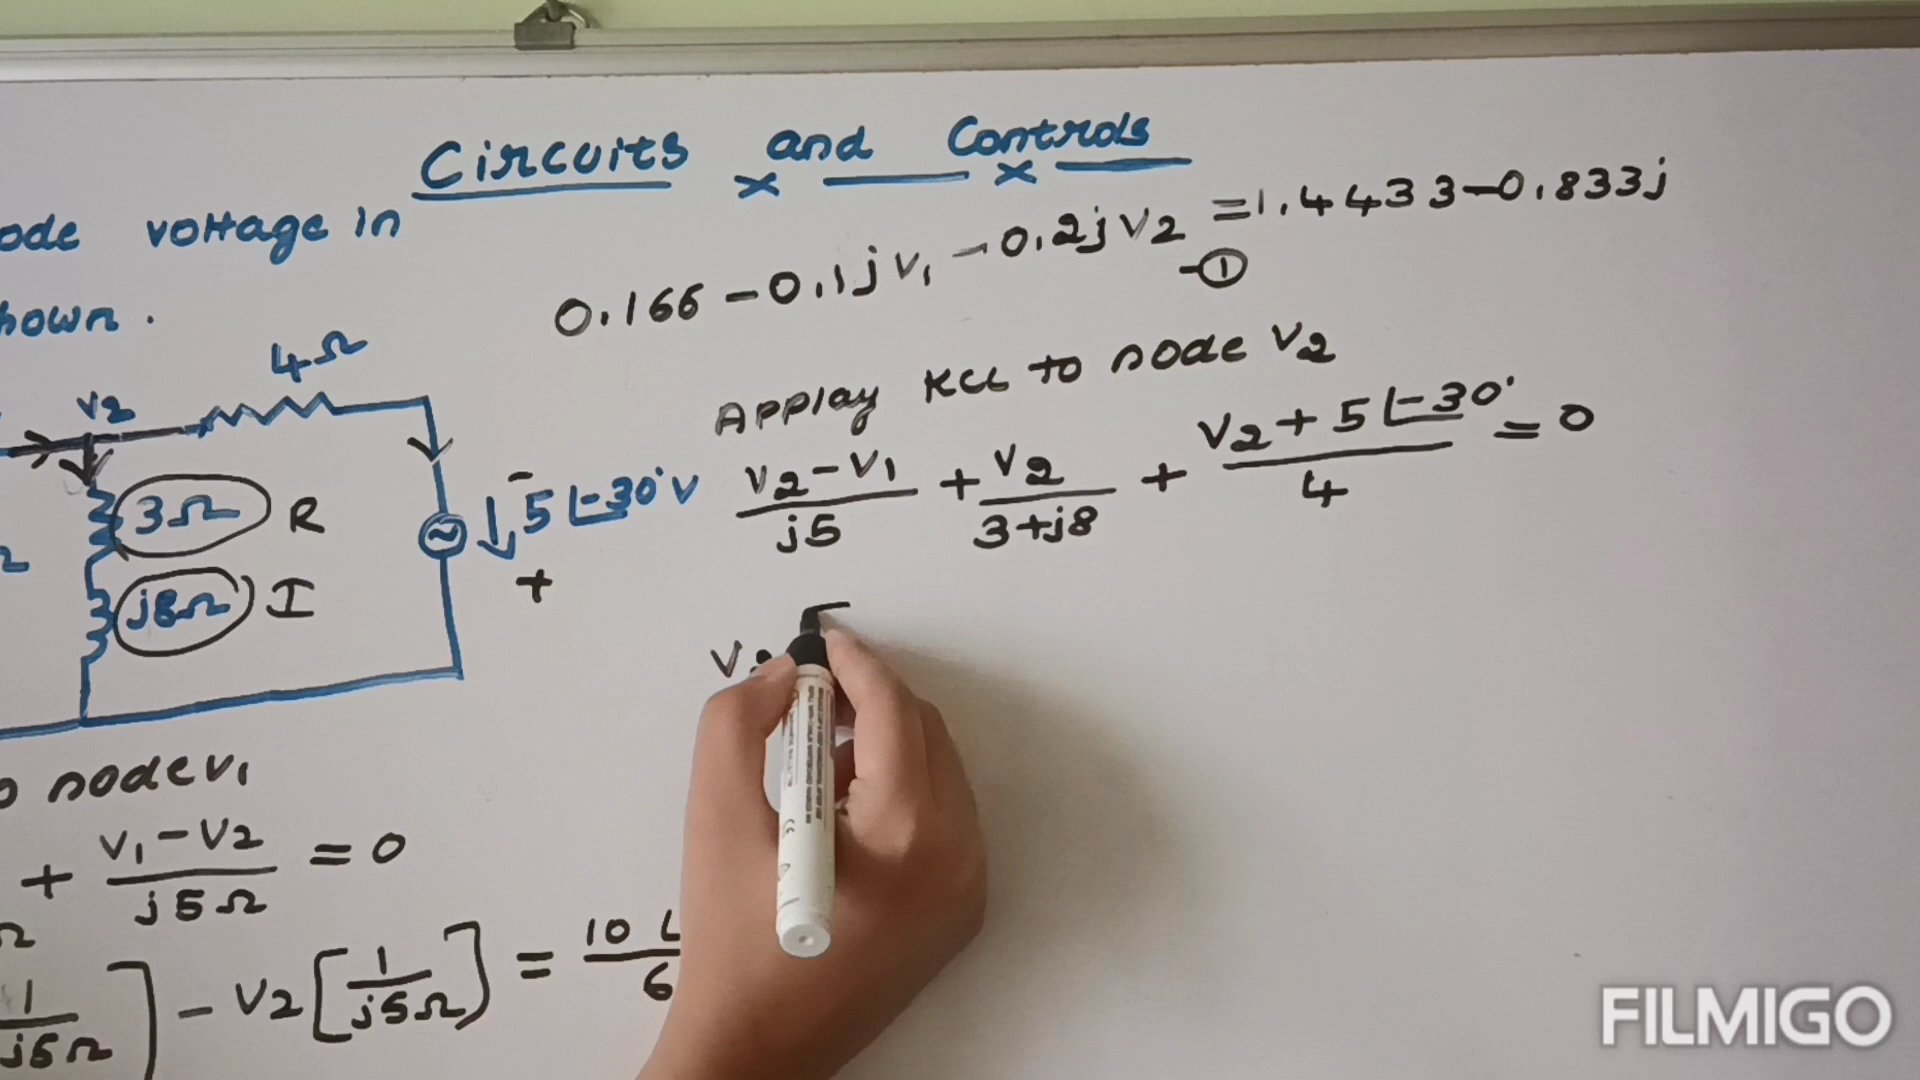 Circuits and Controls
ode voltage in
hown.
0.166 - 0.1j V1 - 0.2j V2 = 1.4433 - 0.833j
-①
Applay KCL to node V2
V2 - V1 / j5 + V2 / 3+j8 + V2 + 5∠-30° / 4 = 0
4Ω
V2
3Ω R
j8Ω I
- 5∠-30° V
+
V2 [
o node V1
+ V1 - V2 / j5Ω = 0
1 / j5Ω ] - V2 [ 1 / j5Ω ] = 10∠ / 6
FILMIGO